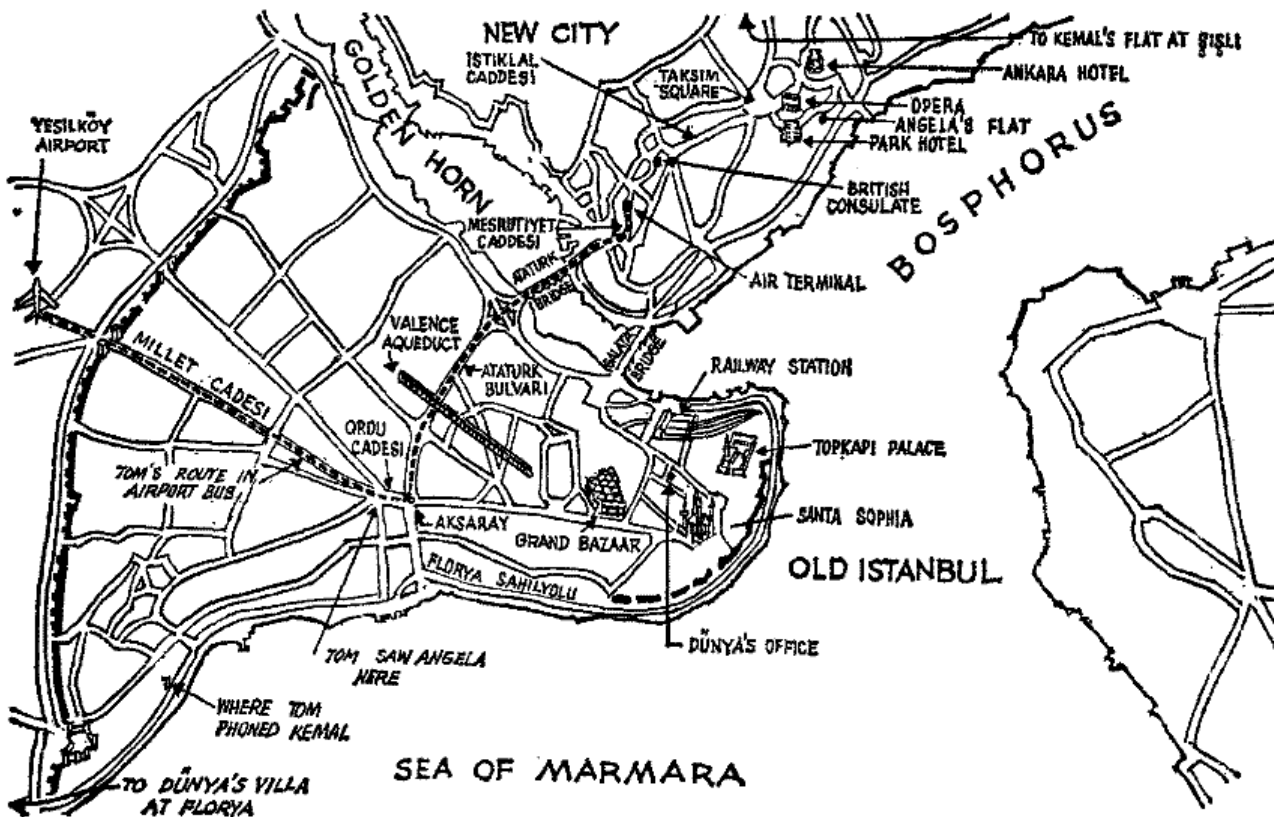 NEW CITY
TO KEMAL'S FLAT AT ŞIŞLI
ISTIKLAL
CADDESI
TAKSIM
SQUARE
ANKARA HOTEL
OPERA
ANGELA'S FLAT
PARK HOTEL
GOLDEN HORN
YEŞILKÖY
AIRPORT
BOSPHORUS
BRITISH
CONSULATE
MESRUTIYET
CADDESI
AIR TERMINAL
ATATURK
BRIDGE
VALENCE
AQUEDUCT
GALATA
BRIDGE
MILLET CADESI
ATATURK
BULVARI
RAILWAY STATION
ORDU
CADESI
TOPKAPI PALACE
TOM'S ROUTE IN
AIRPORT BUS
AKSARAY
GRAND BAZAAR
SANTA SOPHIA
OLD ISTANBUL
FLORYA SAHILYOLU
DÜNYA'S OFFICE
TOM SAW ANGELA
HERE
WHERE TOM
PHONED KEMAL
SEA OF MARMARA
TO DÜNYA'S VILLA
AT FLORYA